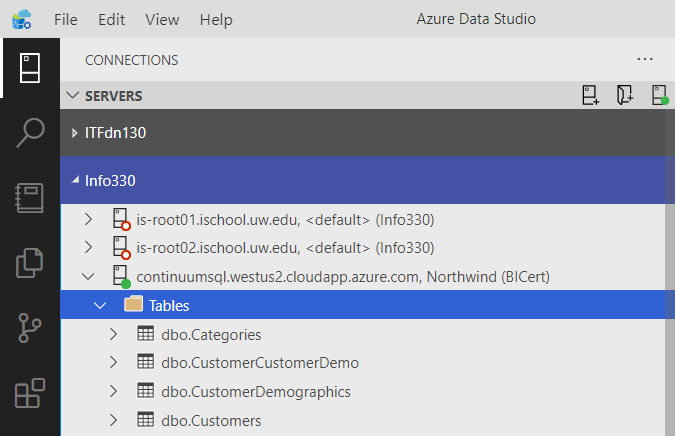 File Edit View Help Azure Data Studio
CONNECTIONS ...
SERVERS
ITFdn130
Info330
is-root01.ischool.uw.edu, <default> (Info330)
is-root02.ischool.uw.edu, <default> (Info330)
continuumsql.westus2.cloudapp.azure.com, Northwind (BICert)
Tables
dbo.Categories
dbo.CustomerCustomerDemo
dbo.CustomerDemographics
dbo.Customers